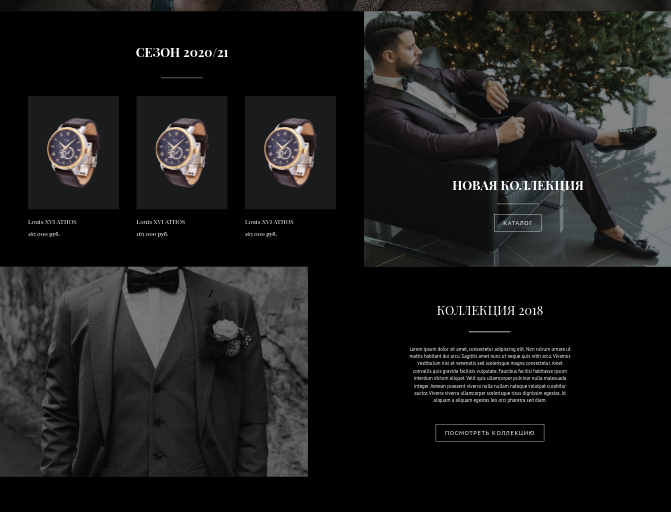 СЕЗОН 2020/21
Louis XVI ATHOS
165 000 руб.
Louis XVI ATHOS
165 000 руб.
Louis XVI ATHOS
165 000 руб.
НОВАЯ КОЛЛЕКЦИЯ
КАТАЛОГ
КОЛЛЕКЦИЯ 2018
Lorem ipsum dolor sit amet, consectetur adipiscing elit. Non rutrum ornare ut
mattis habitant dui arcu. Sagittis amet nunc ut neque quis nibh arcu. Vivamus
vestibulum nisi et venenatis sed scelerisque magna consectetur. Amet
convallis quis gravida facilisis vulputate. Faucibus facilisi habitasse ipsum
interdum dictum aliquet. Velit quis ullamcorper pulvinar nulla malesuada
integer. Aenean praesent viverra nulla nullam natoque volutpat curabitur
auctor. Viverra viverra ullamcorper scelerisque risus dignissim egestas. Id
aliquam a aliquam egestas leo orci pharetra sed diam.
ПОСМОТРЕТЬ КОЛЛЕКЦИЮ